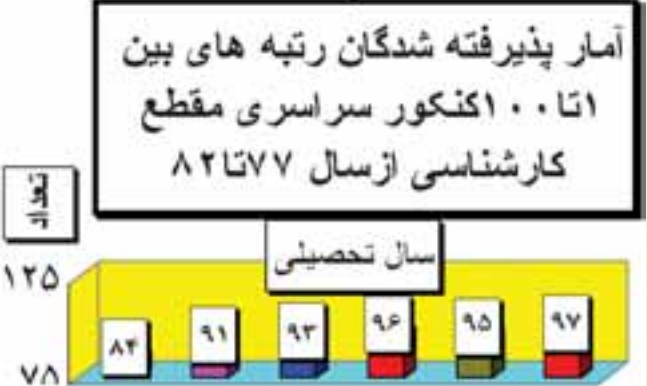 آمار پذیرفته شدگان رتبه های بین
۱تا۱۰۰کنکور سراسری مقطع
کارشناسی ازسال ۷۷تا۸۲
تعداد
سال تحصیلی
۱۲۵
۸۴ ۹۱ ۹۳ ۹۶ ۹۵ ۹۷
۷۵